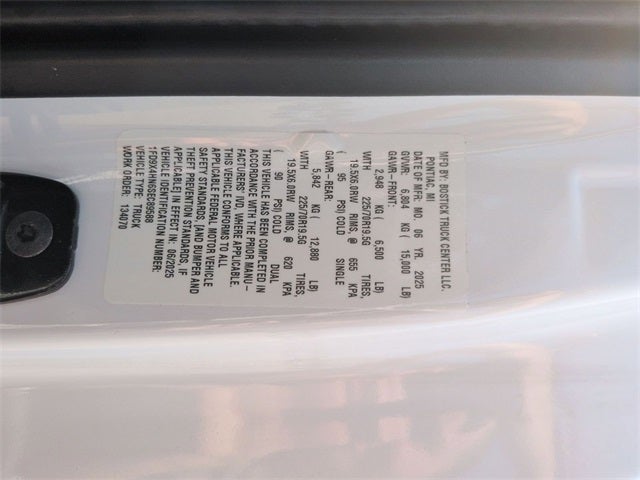 MFD BY: BOSTICK TRUCK CENTER LLC.
PONTIAC, MI
DATE OF MFR: MO. 06 YR. 2025
GVWR: 6,804 KG ( 15,000 LB)
GAWR-FRONT:
2,948 KG ( 6,500 LB)
WITH 225/70R19.5G TIRES,
19.5X6.0RW RIMS, @ 655 KPA
( 95 PSI) COLD SINGLE
GAWR-REAR:
5,842 KG ( 12,880 LB)
WITH 225/70R19.5G TIRES,
19.5X6.0RW RIMS, @ 620 KPA
( 90 PSI) COLD DUAL
THIS VEHICLE HAS BEEN COMPLETED IN
ACCORDANCE WITH THE PRIOR MANU-
FACTURERS' IVD, WHERE APPLICABLE.
THIS VEHICLE CONFORMS TO ALL
APPLICABLE FEDERAL MOTOR VEHICLE
SAFETY STANDARDS, [AND BUMPER AND
THEFT PREVENTION STANDARDS, IF
APPLICABLE] IN EFFECT IN: 06/2025
VEHICLE IDENTIFICATION NUMBER:
VEHICLE TYPE: TRUCK
WORK ORDER: 134070